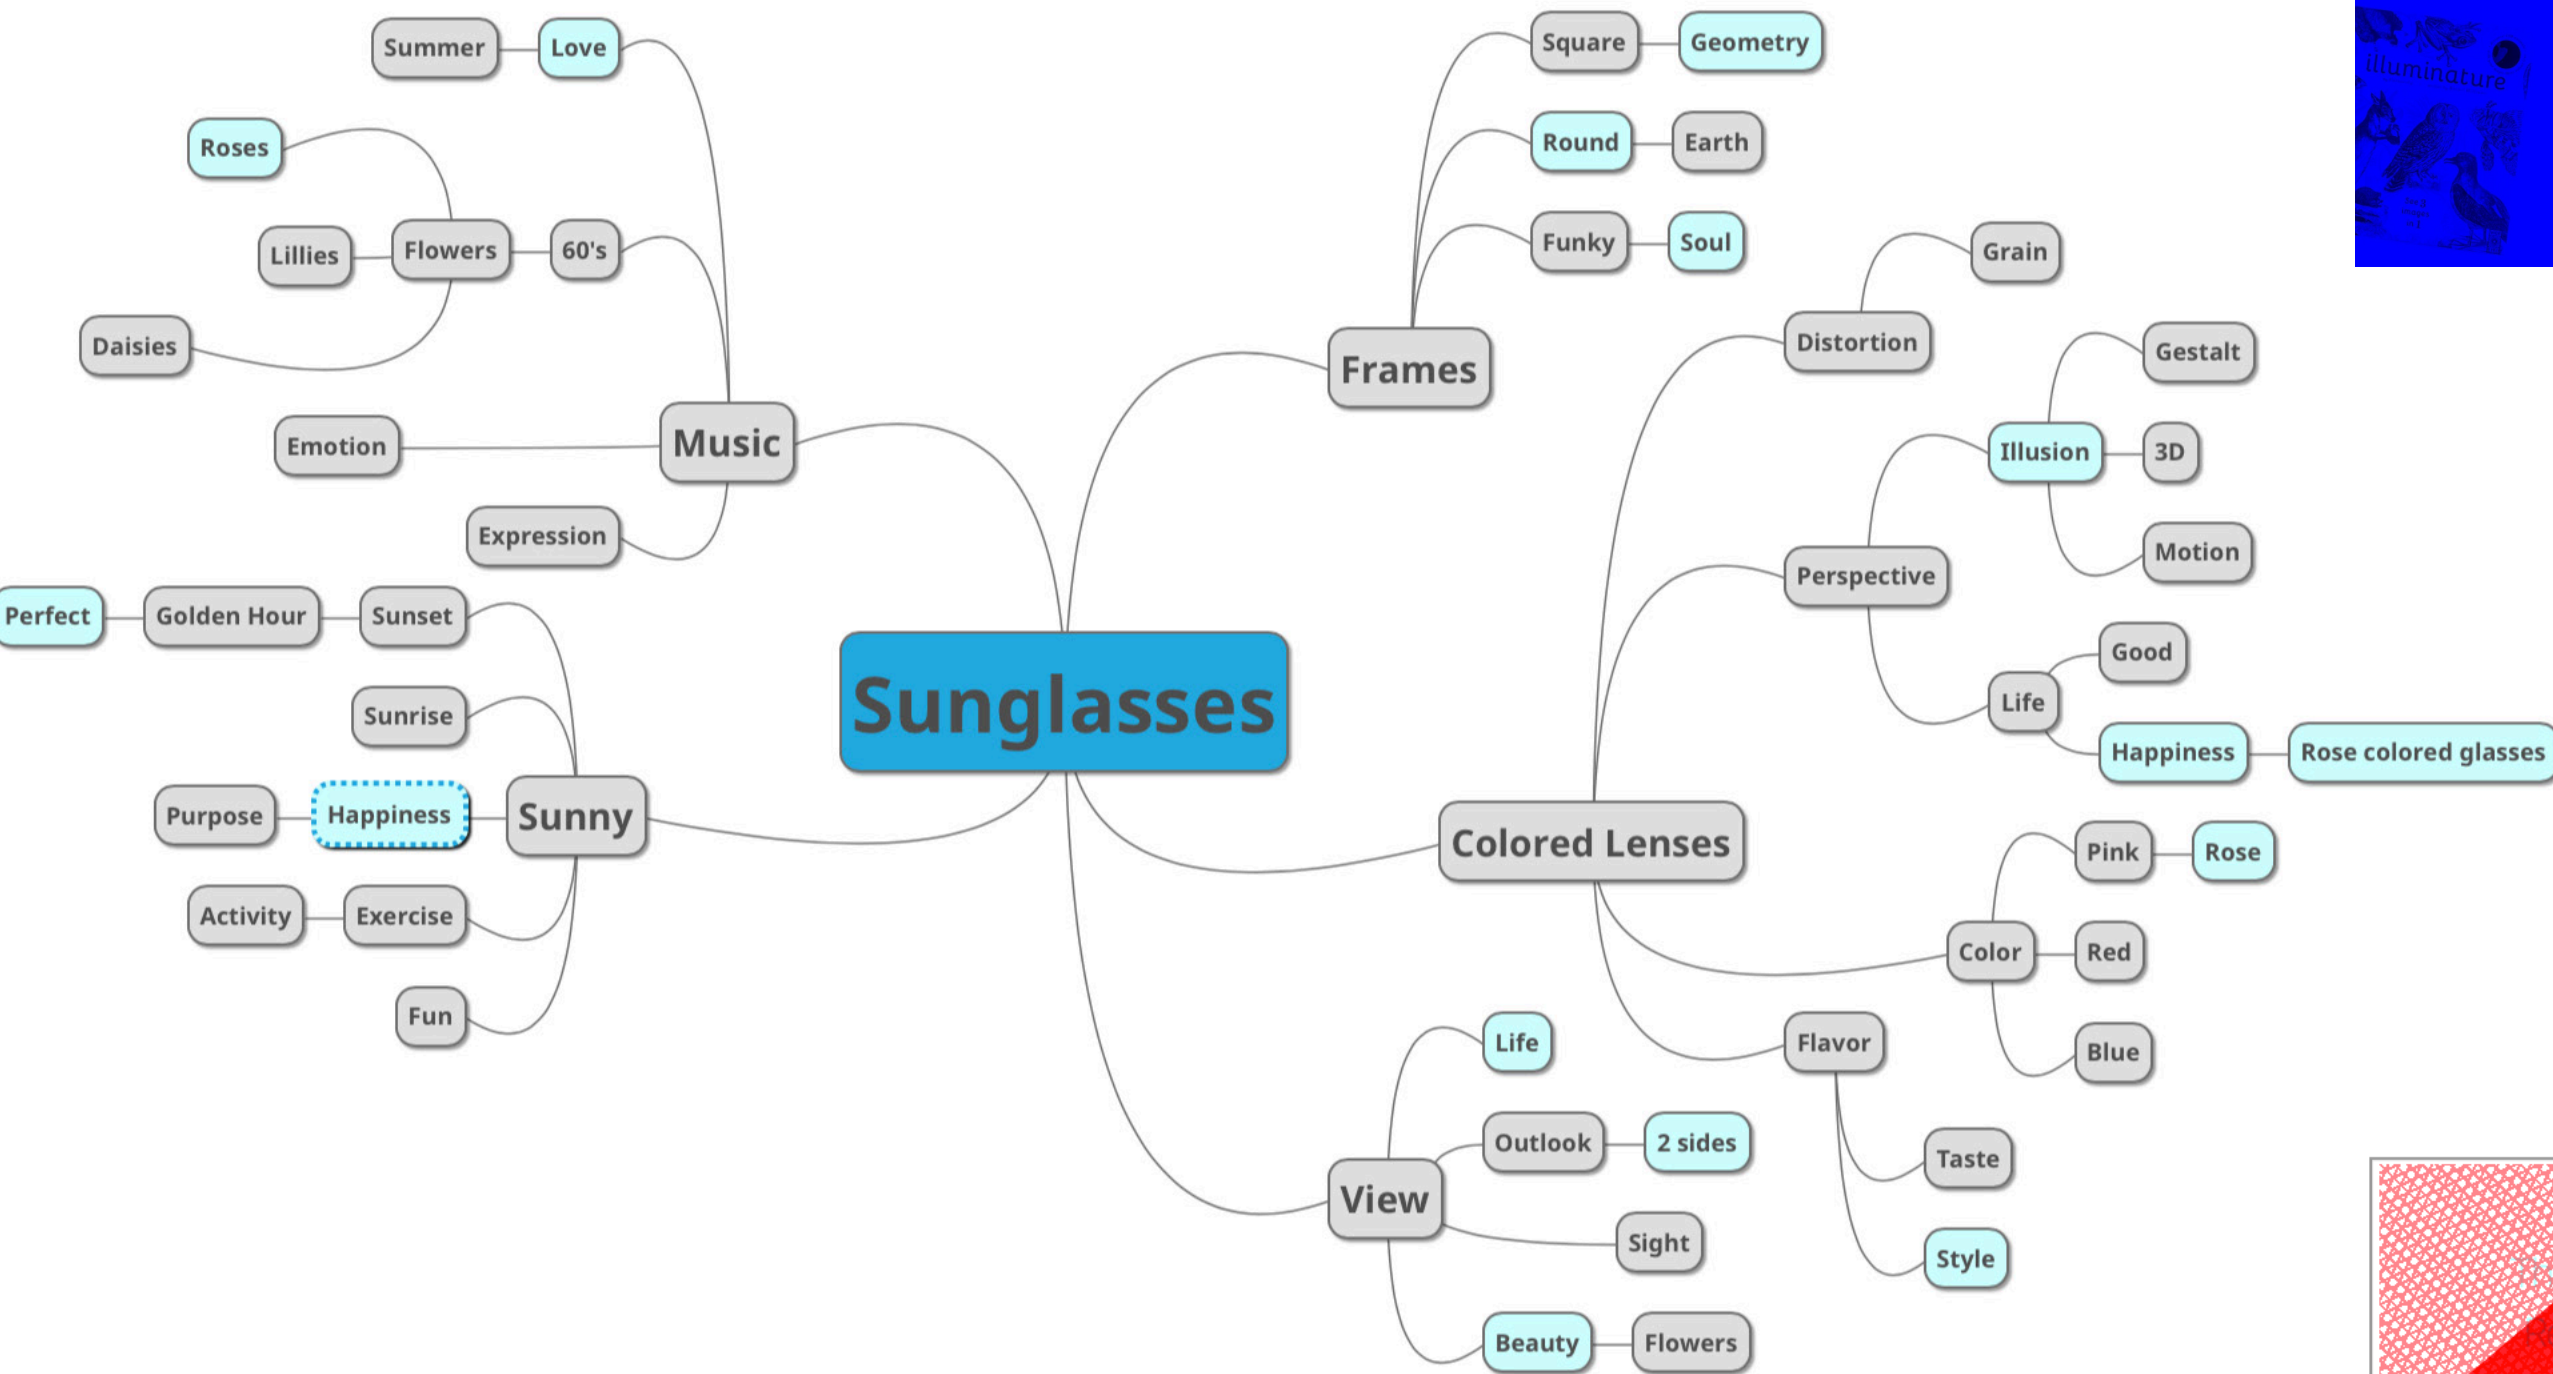 Summer
Love
Roses
Lillies
Flowers
60's
Daisies
Emotion
Music
Expression
Perfect
Golden Hour
Sunset
Sunrise
Purpose
Happiness
Sunny
Activity
Exercise
Fun
Sunglasses
Frames
Square
Geometry
Round
Earth
Funky
Soul
Colored Lenses
Distortion
Grain
Perspective
Illusion
Gestalt
3D
Motion
Life
Good
Happiness
Rose colored glasses
Color
Pink
Rose
Red
Blue
Flavor
Taste
Style
View
Life
Outlook
2 sides
Sight
Beauty
Flowers
illuminature